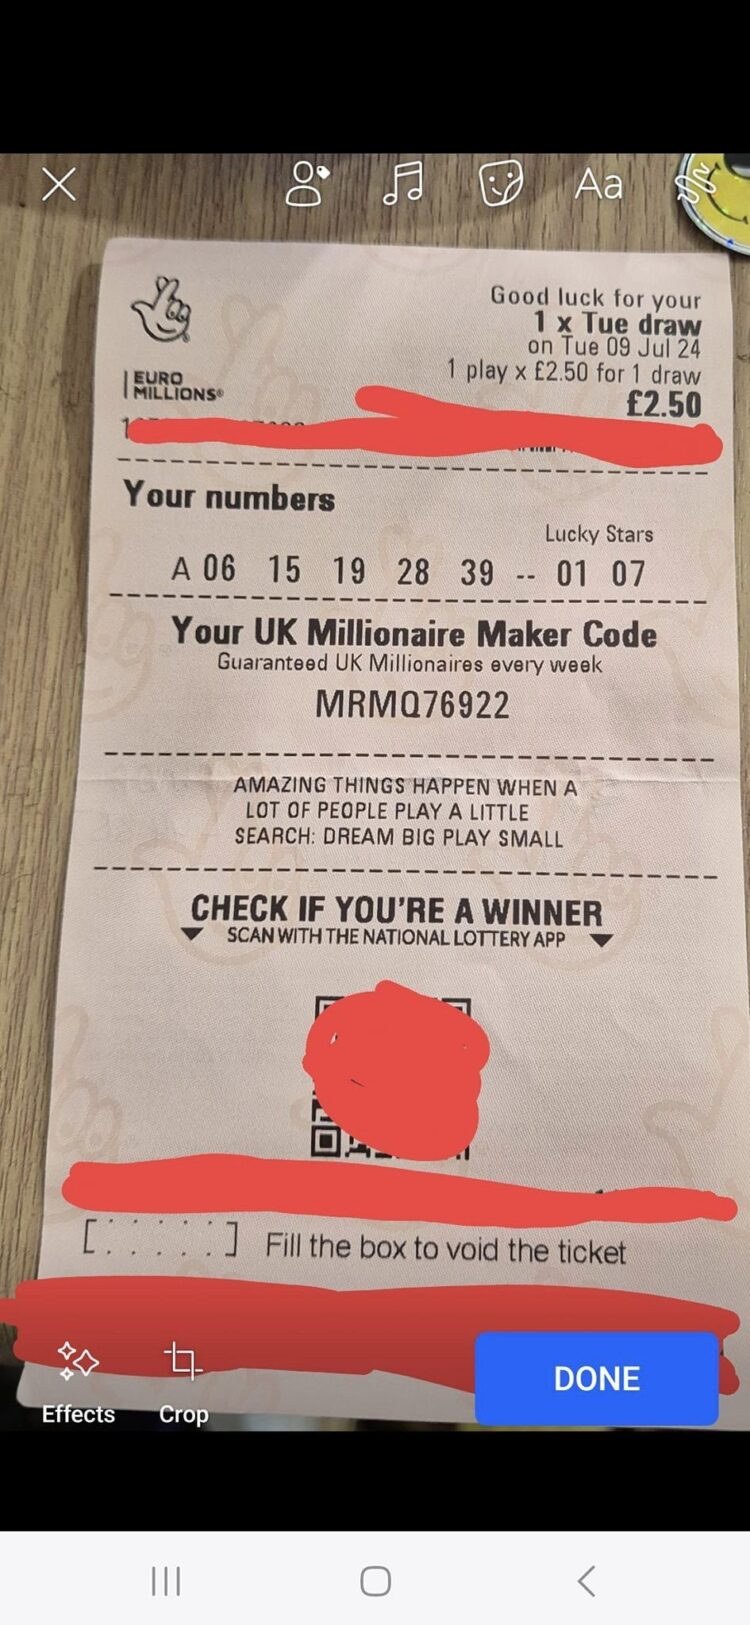 Aa
Good luck for your
1 x Tue draw
on Tue 09 Jul 24
1 play x £2.50 for 1 draw
£2.50
EURO
MILLIONS®
Your numbers
Lucky Stars
A 06 15 19 28 39 -- 01 07
Your UK Millionaire Maker Code
Guaranteed UK Millionaires every week
MRMQ76922
AMAZING THINGS HAPPEN WHEN A
LOT OF PEOPLE PLAY A LITTLE
SEARCH: DREAM BIG PLAY SMALL
CHECK IF YOU'RE A WINNER
SCAN WITH THE NATIONAL LOTTERY APP
[.:.:.:.:.:.] Fill the box to void the ticket
DONE
Effects Crop